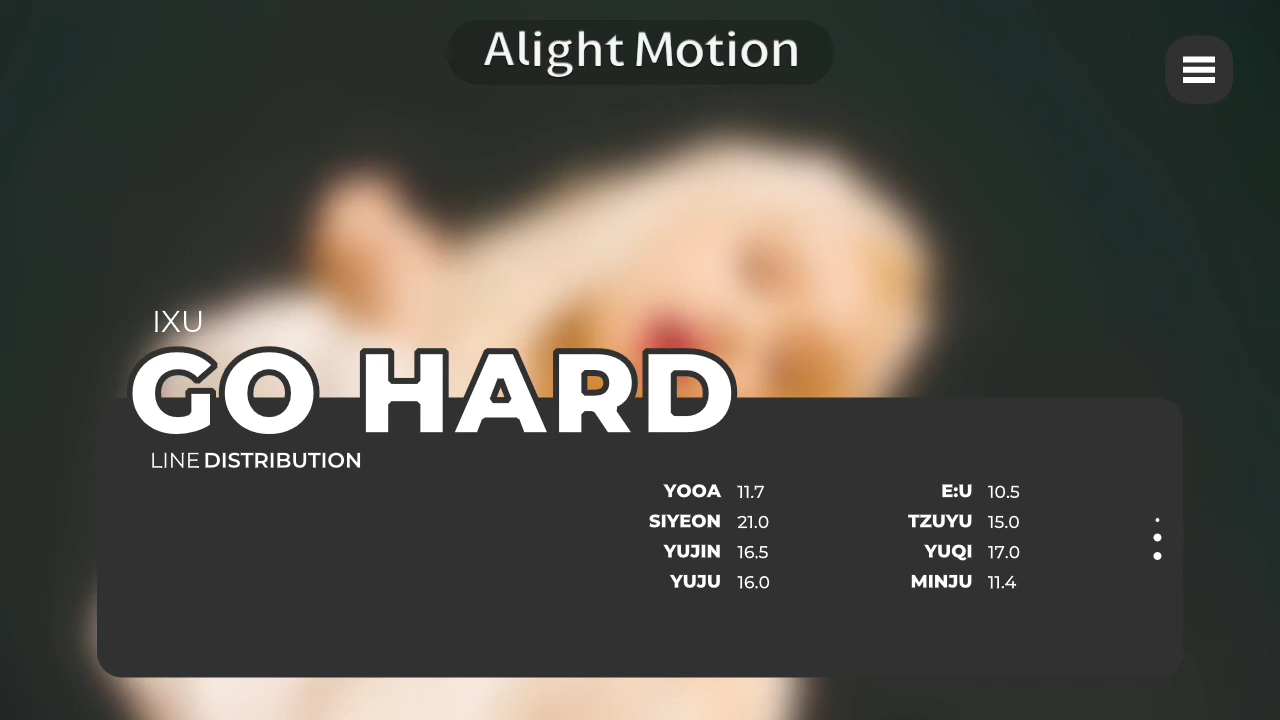 Alight Motion
IXU
GO HARD
LINE DISTRIBUTION
YOOA 11.7
SIYEON 21.0
YUJIN 16.5
YUJU 16.0
E:U 10.5
TZUYU 15.0
YUQI 17.0
MINJU 11.4